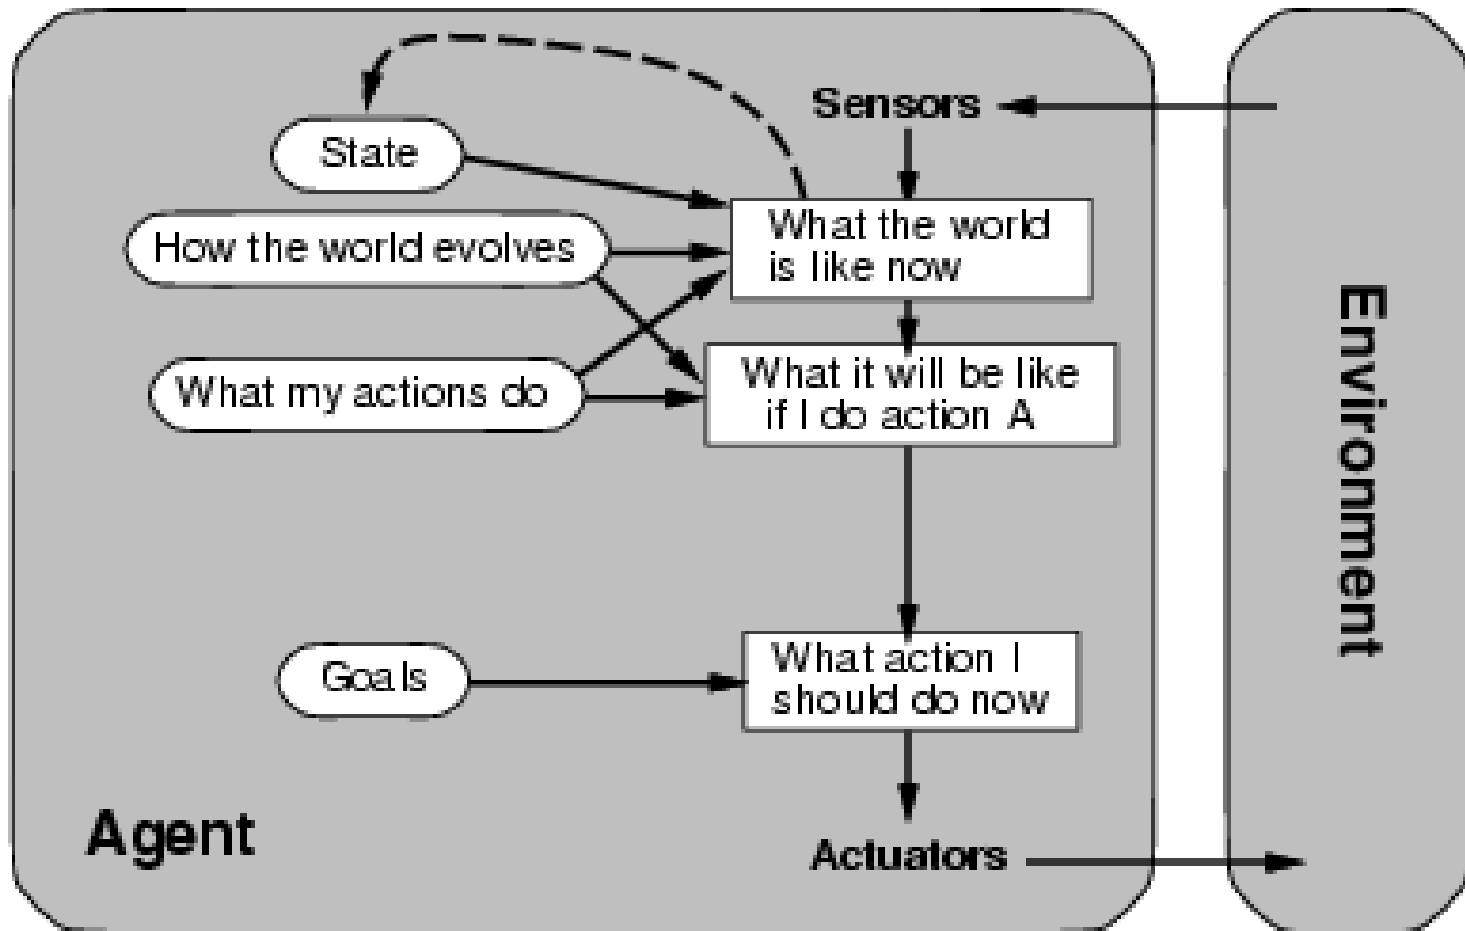 Sensors
State
What the world
is like now
How the world evolves
What my actions do
What it will be like
if I do action A
Goals
What action I
should do now
Agent
Actuators
Environment